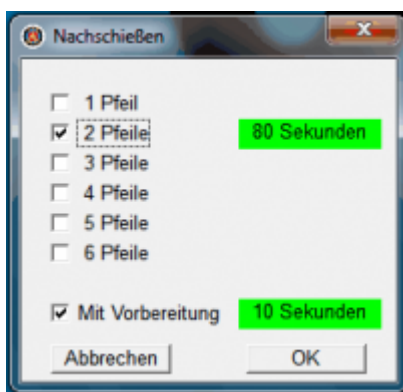 Nachschießen
1 Pfeil
2 Pfeile 80 Sekunden
3 Pfeile
4 Pfeile
5 Pfeile
6 Pfeile
Mit Vorbereitung 10 Sekunden
Abbrechen OK